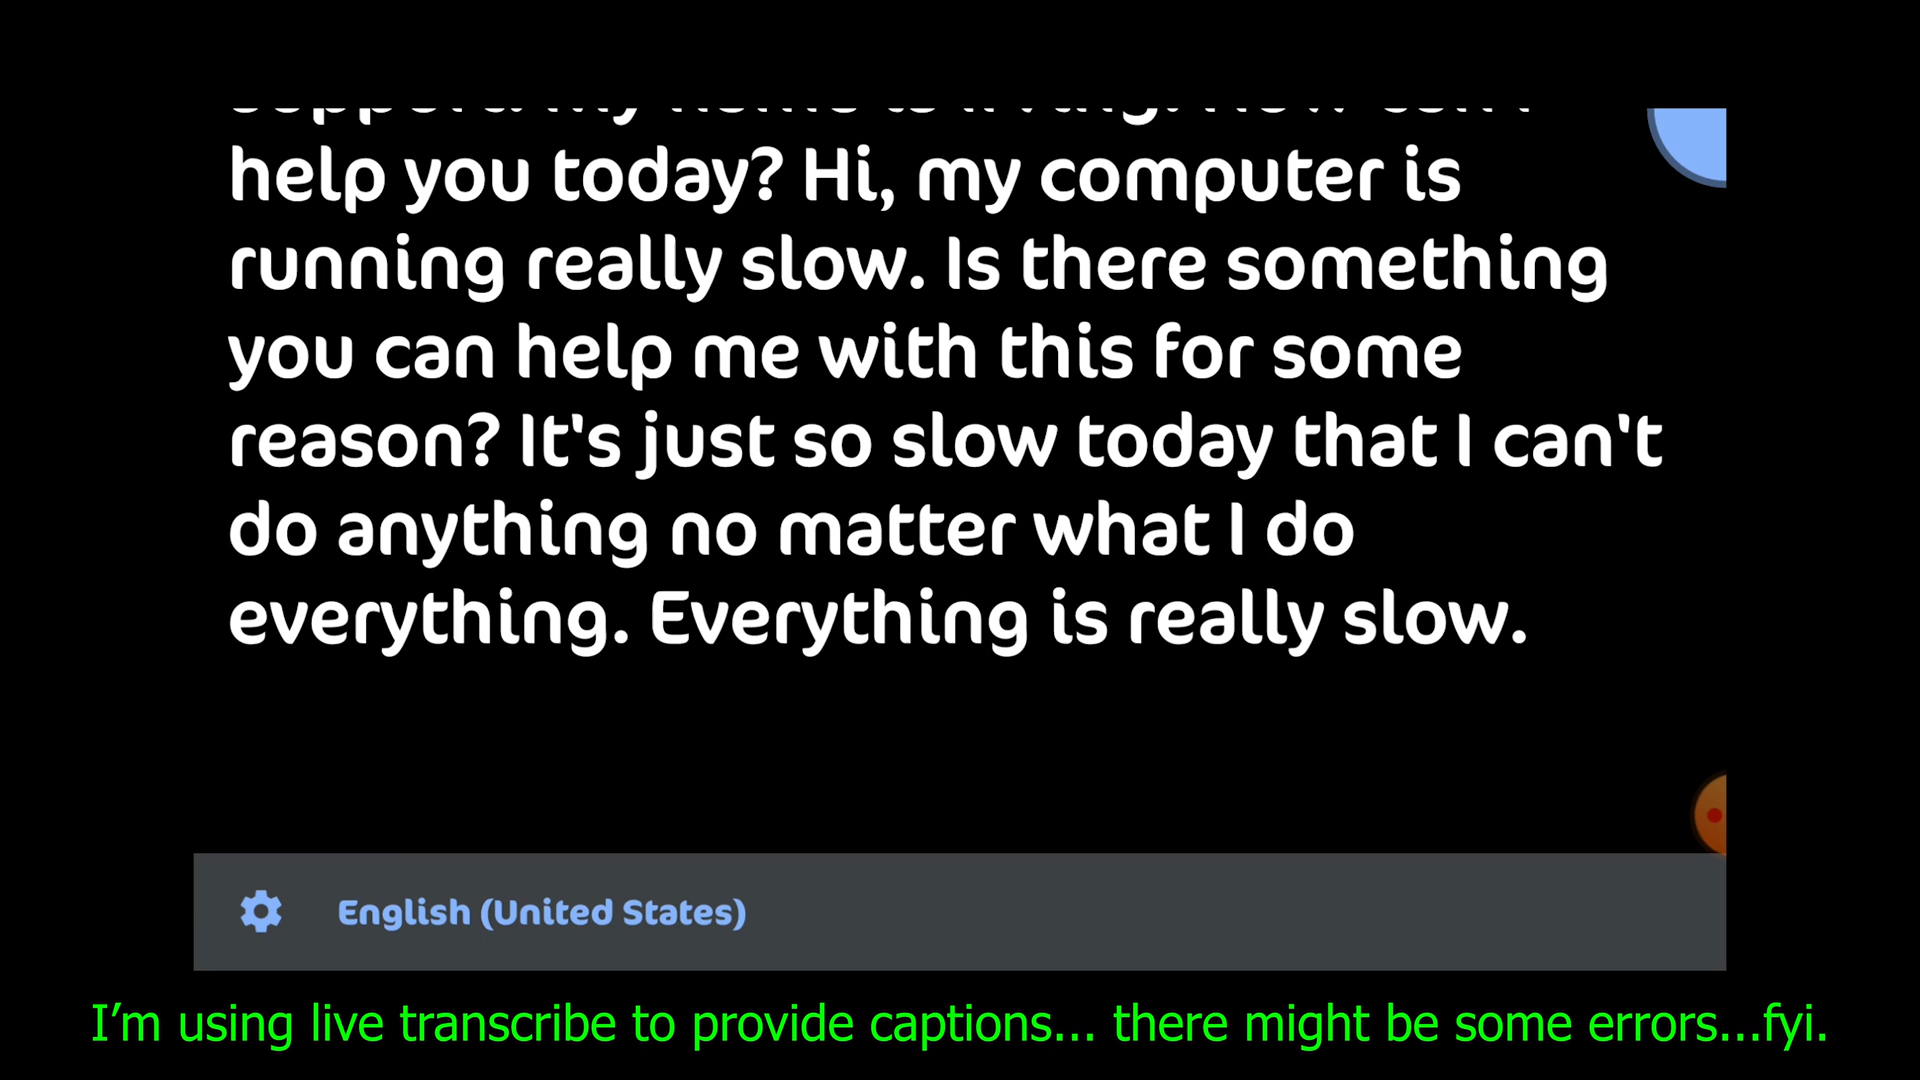 help you today? Hi, my computer is
running really slow. Is there something
you can help me with this for some
reason? It's just so slow today that I can't
do anything no matter what I do
everything. Everything is really slow.
English (United States)
I'm using live transcribe to provide captions... there might be some errors...fyi.